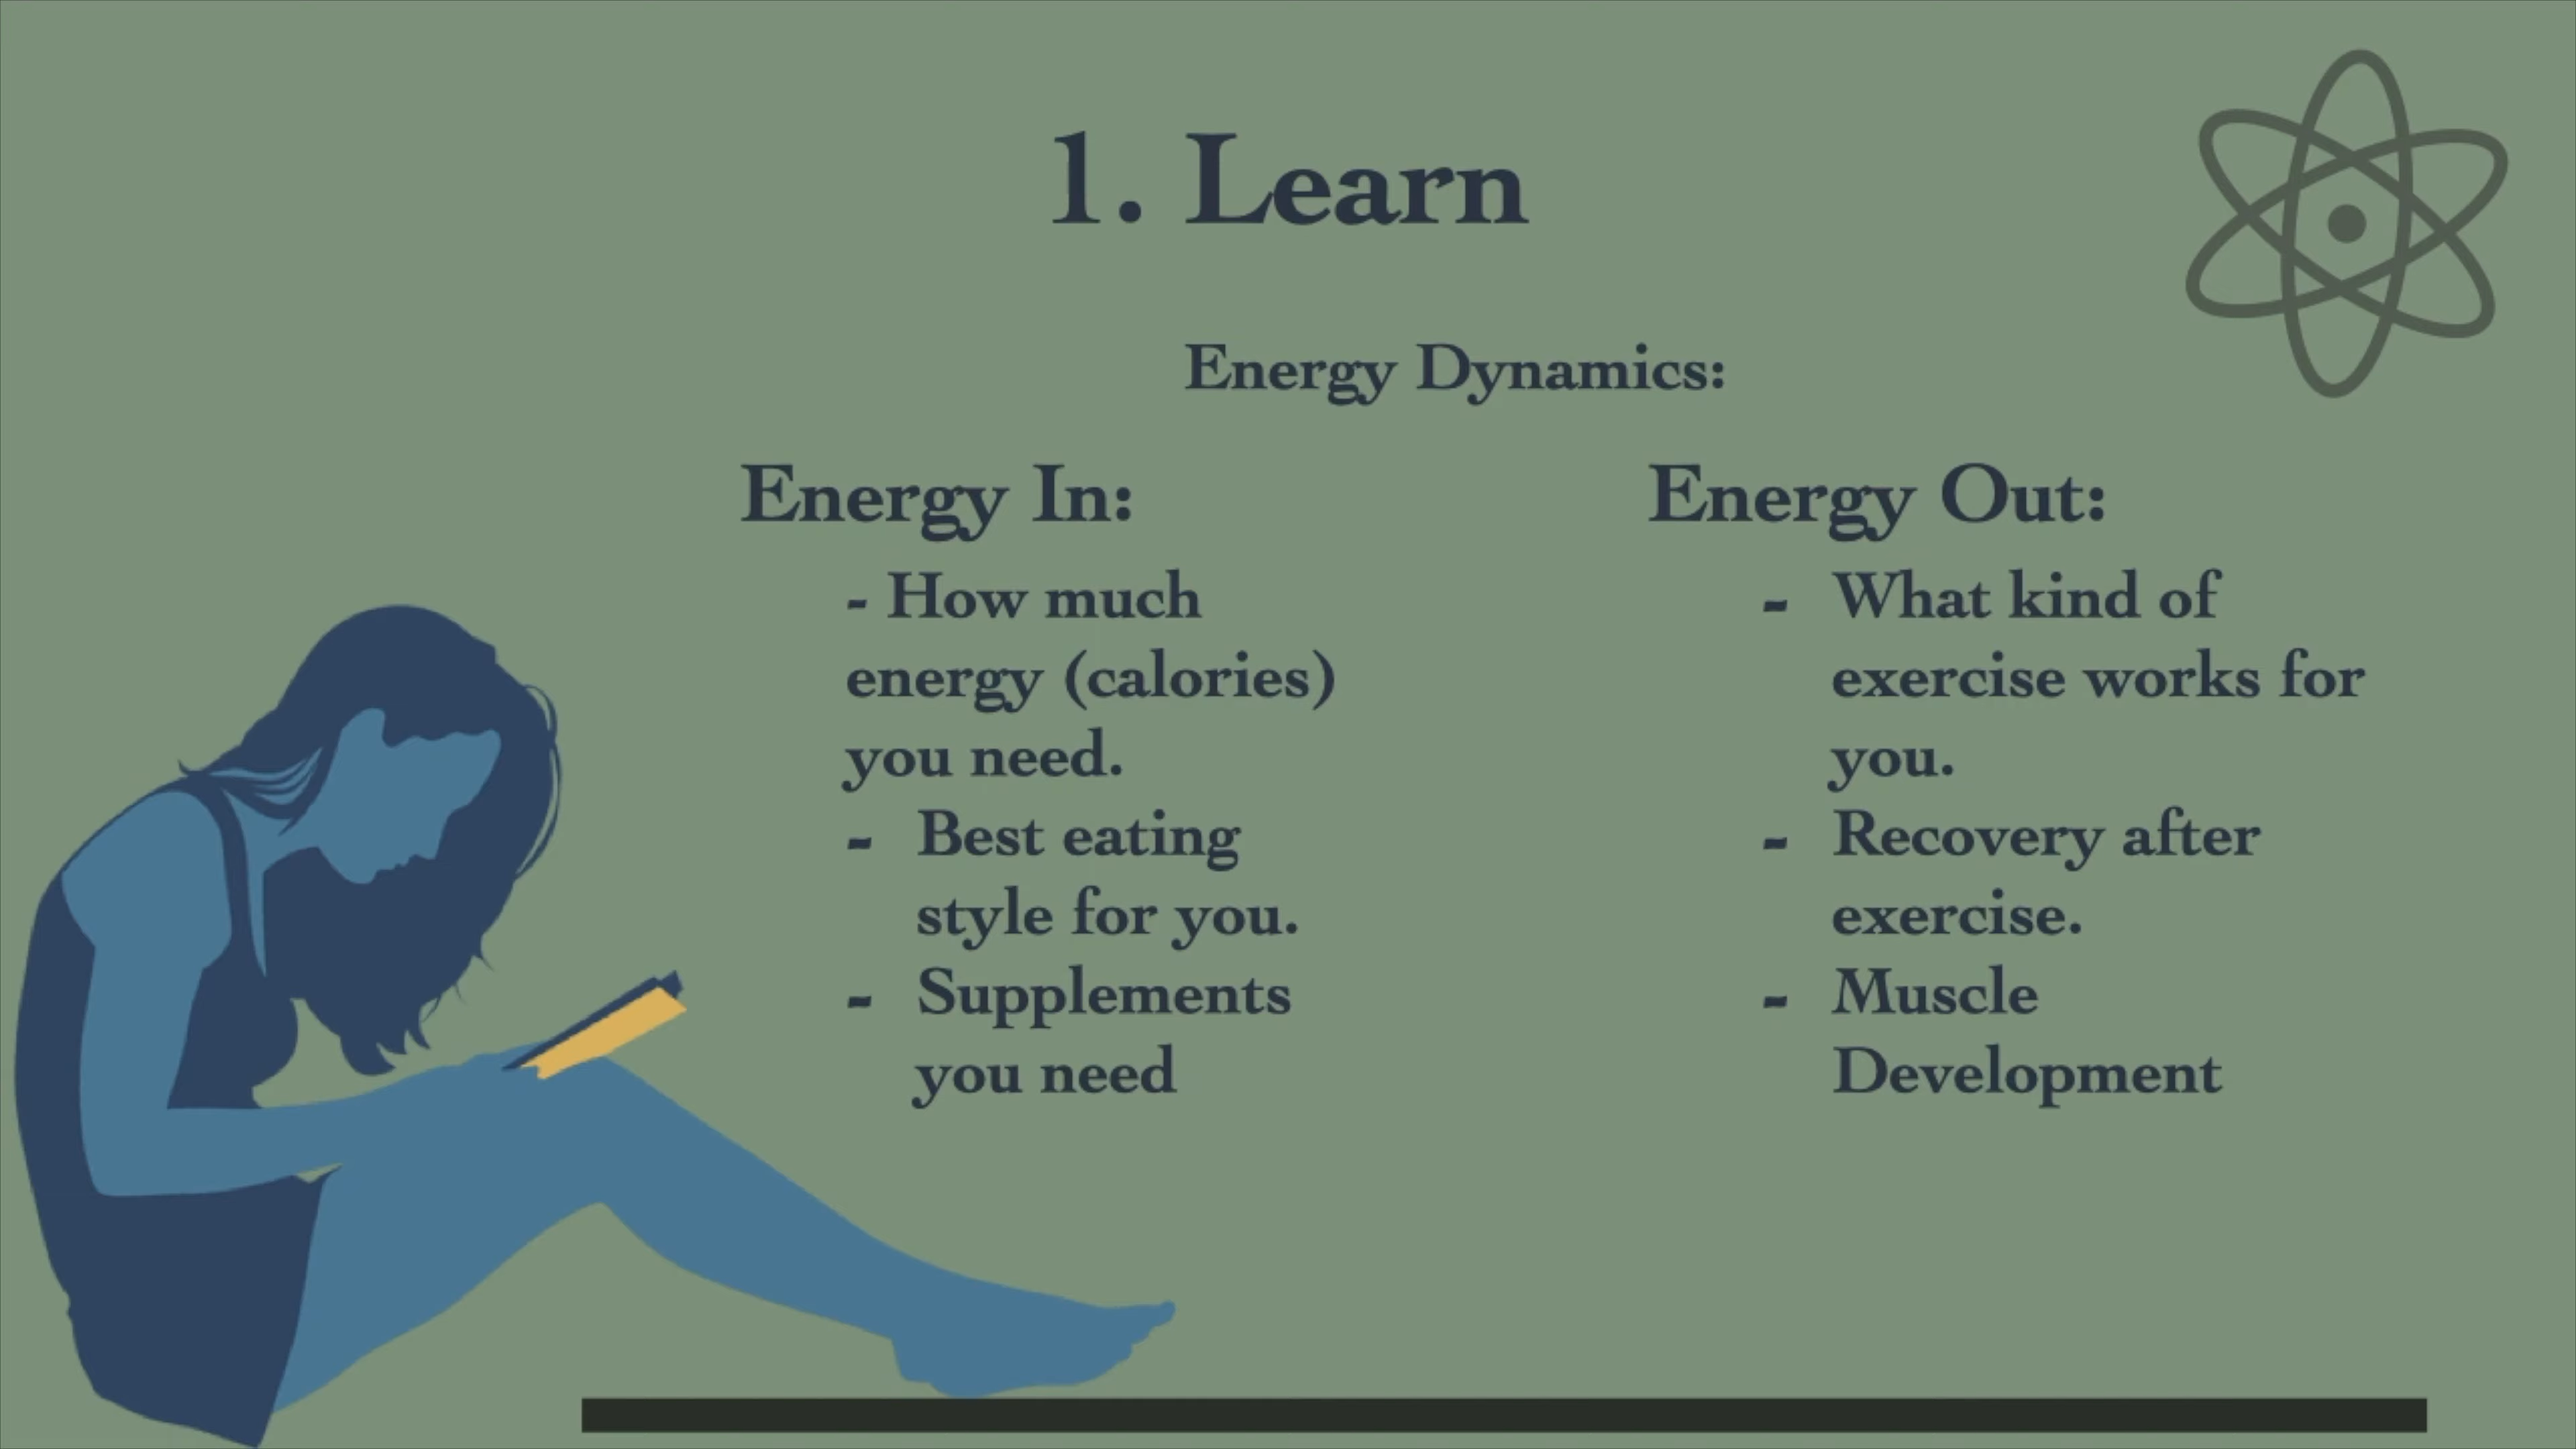 1. Learn
Energy Dynamics:
Energy In:
- How much
energy (calories)
you need.
- Best eating
style for you.
- Supplements
you need
Energy Out:
- What kind of
exercise works for
you.
- Recovery after
exercise.
- Muscle
Development